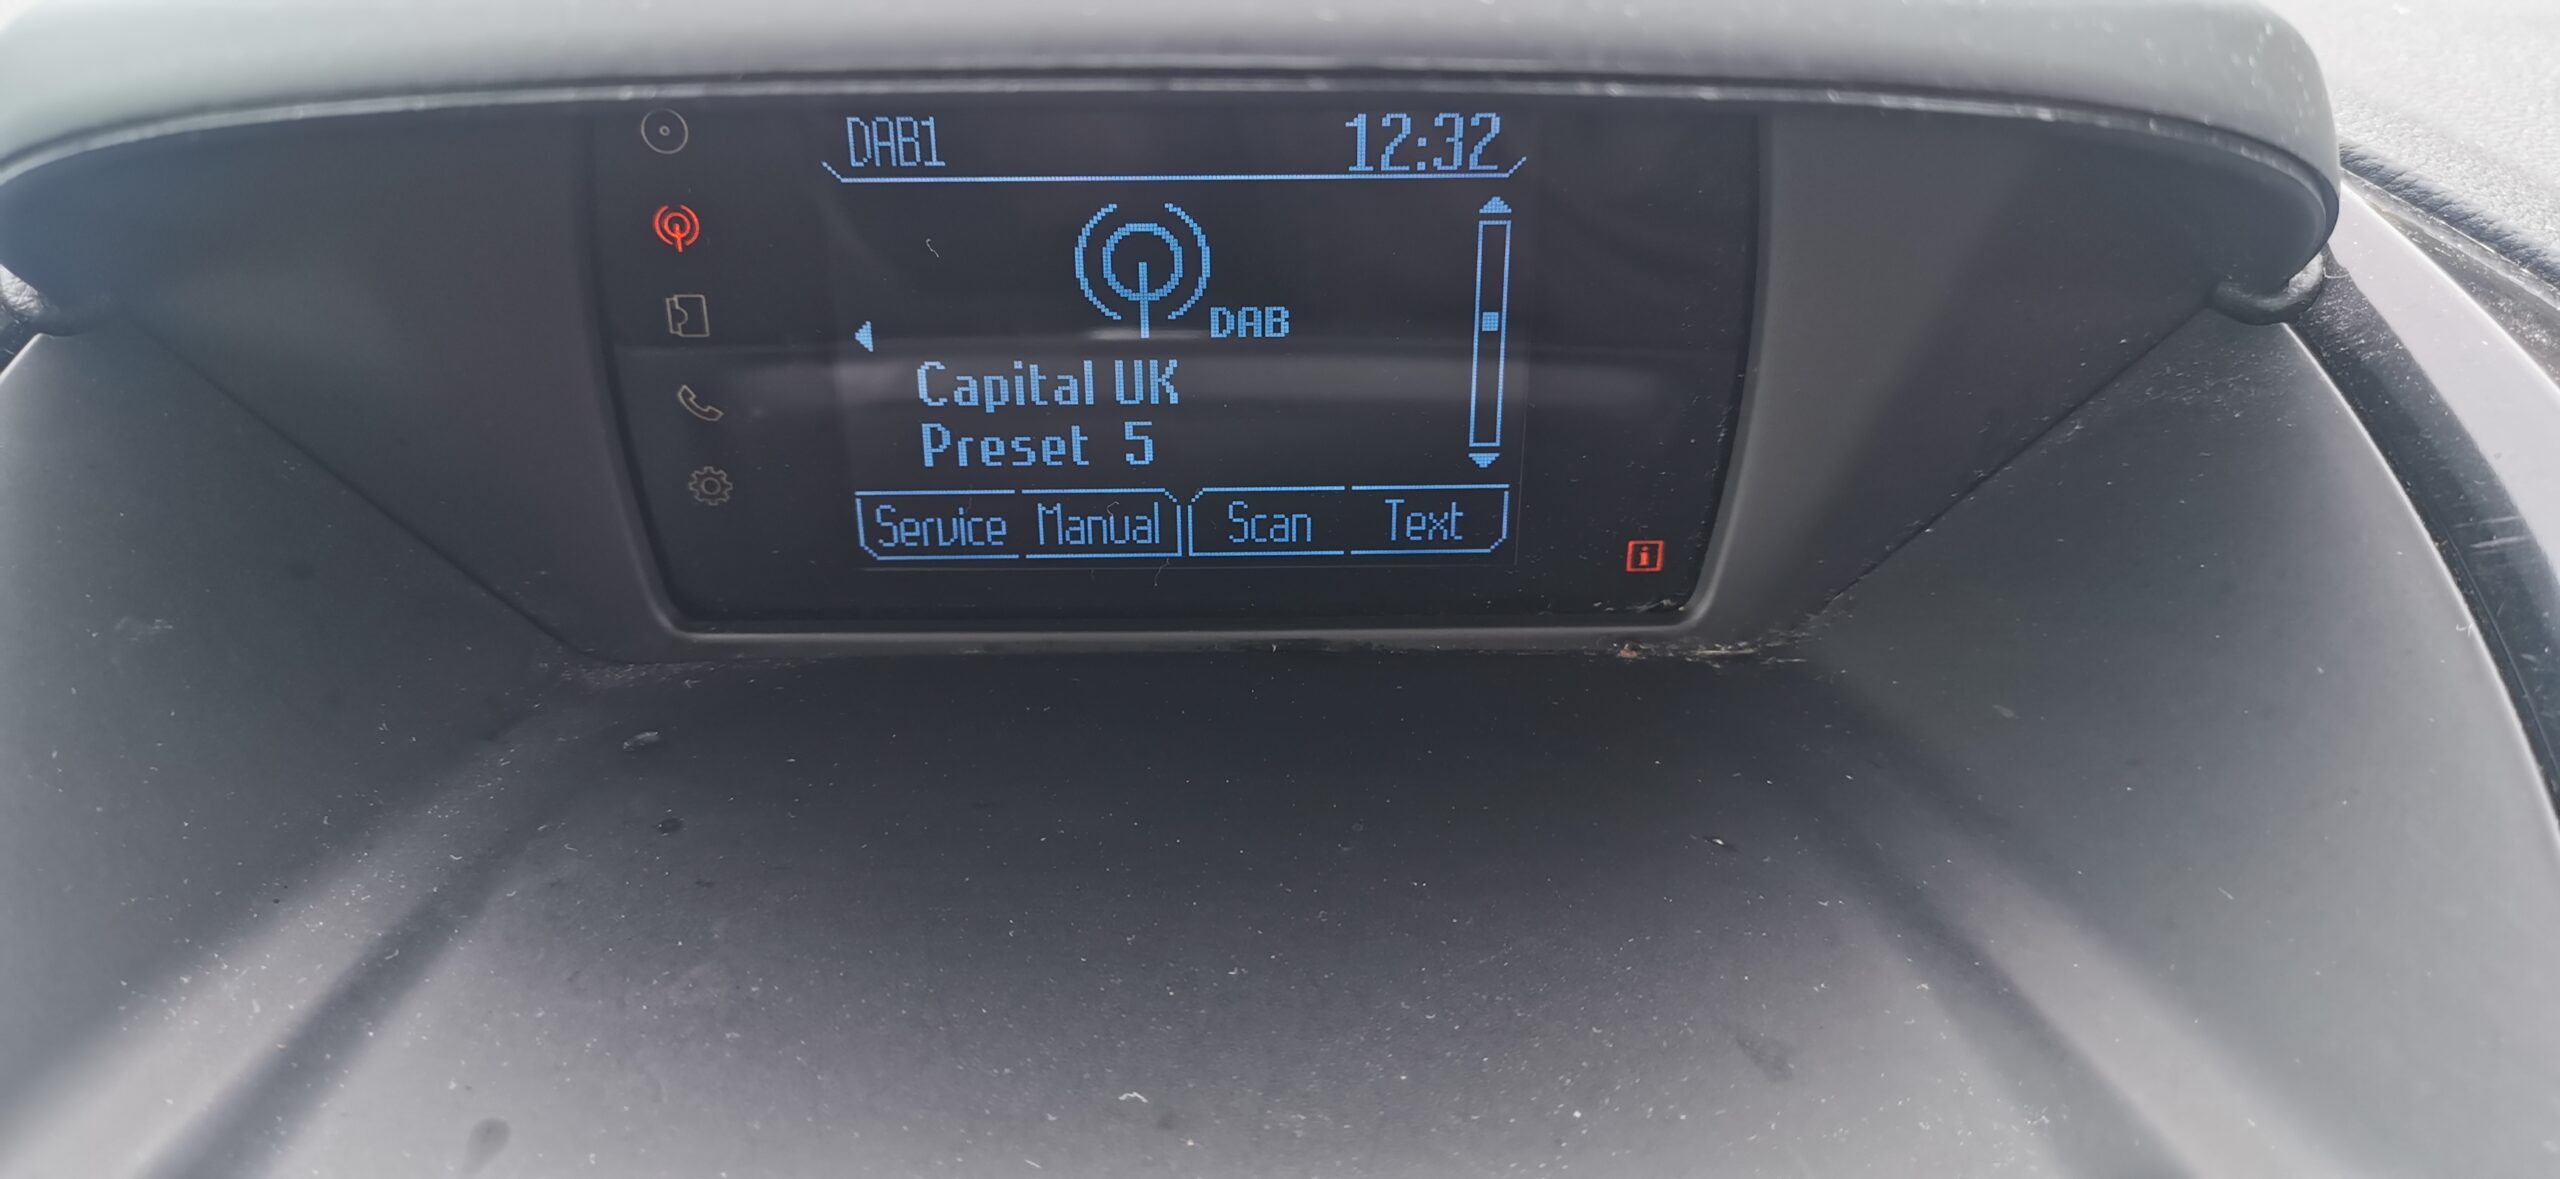 DAB1 12:32
DAB
Capital UK
Preset 5
Service Manual Scan Text
i